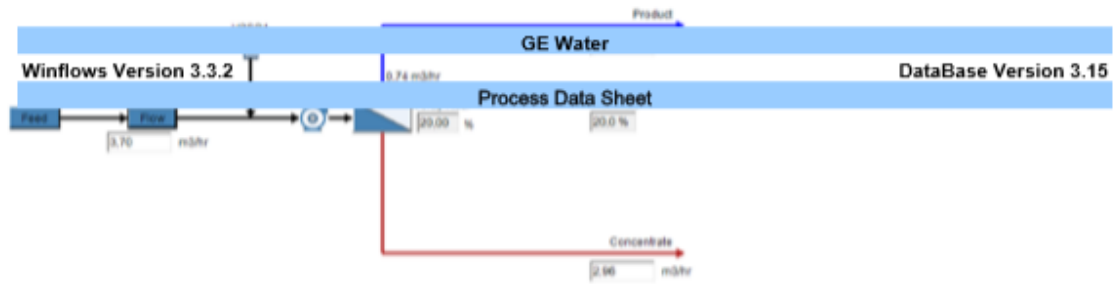 Product
GE Water
Winflows Version 3.3.2
DataBase Version 3.15
0.74 m3/hr
Process Data Sheet
Feed
Flow
20.00 %
20.0 %
3.70 m3/hr
Concentrate
2.96 m3/hr